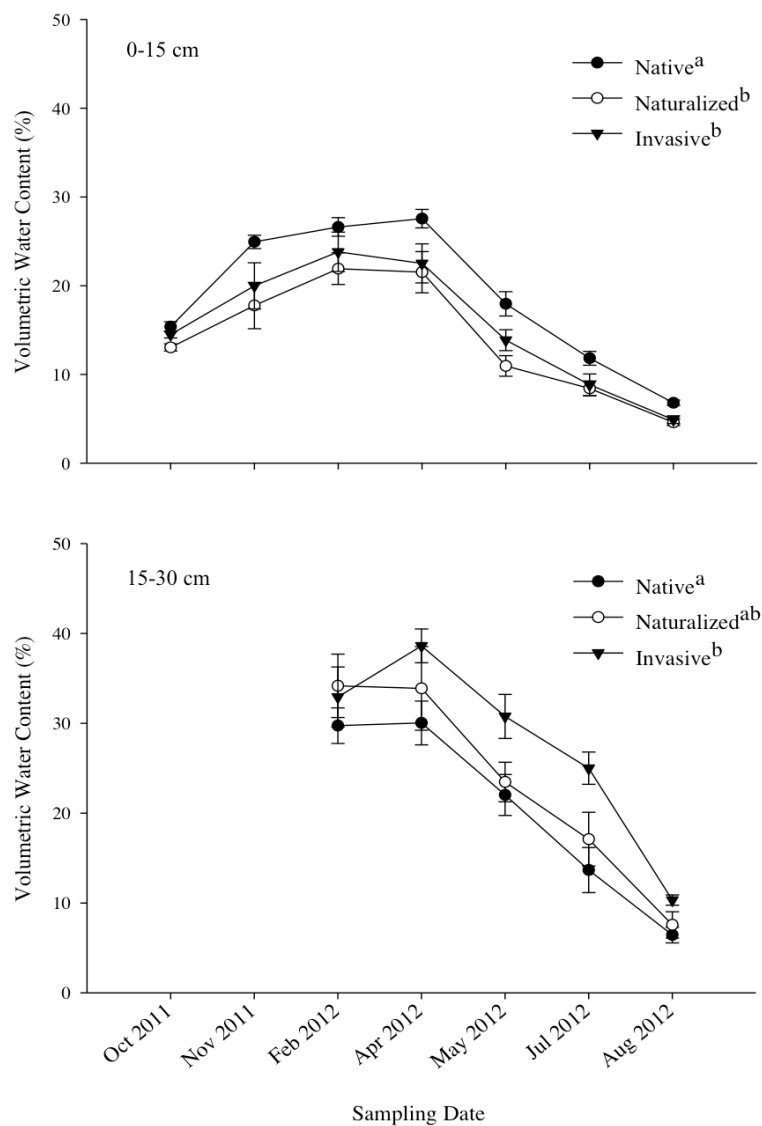 50
0-15 cm
Native^a
Naturalized^b
Invasive^b
40
30
20
10
0
Volumetric Water Content (%)
50
15-30 cm
Native^a
Naturalized^ab
Invasive^b
40
30
20
10
0
Volumetric Water Content (%)
Oct 2011
Nov 2011
Feb 2012
Apr 2012
May 2012
Jul 2012
Aug 2012
Sampling Date